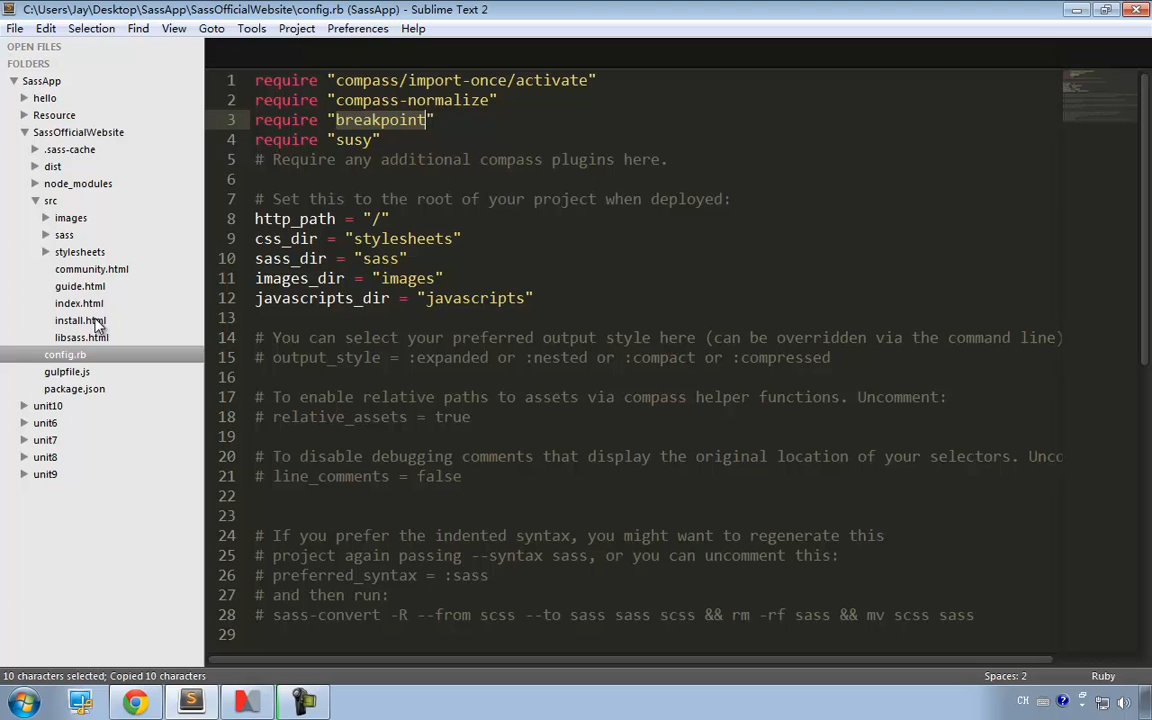 C:\Users\Jay\Desktop\SassApp\SassOfficialWebsite\config.rb (SassApp) - Sublime Text 2
File Edit Selection Find View Goto Tools Project Preferences Help
OPEN FILES
FOLDERS
SassApp
hello
Resource
SassOfficialWebsite
.sass-cache
dist
node_modules
src
images
sass
stylesheets
community.html
guide.html
index.html
install.html
libsass.html
config.rb
gulpfile.js
package.json
unit10
unit6
unit7
unit8
unit9
1 require "compass/import-once/activate"
2 require "compass-normalize"
3 require "breakpoint"
4 require "susy"
5 # Require any additional compass plugins here.
6
7 # Set this to the root of your project when deployed:
8 http_path = "/"
9 css_dir = "stylesheets"
10 sass_dir = "sass"
11 images_dir = "images"
12 javascripts_dir = "javascripts"
13
14 # You can select your preferred output style here (can be overridden via the command line)
15 # output_style = :expanded or :nested or :compact or :compressed
16
17 # To enable relative paths to assets via compass helper functions. Uncomment:
18 # relative_assets = true
19
20 # To disable debugging comments that display the original location of your selectors. Unco
21 # line_comments = false
22
23
24 # If you prefer the indented syntax, you might want to regenerate this
25 # project again passing --syntax sass, or you can uncomment this:
26 # preferred_syntax = :sass
27 # and then run:
28 # sass-convert -R --from scss --to sass sass scss && rm -rf sass && mv scss sass
29
10 characters selected; Copied 10 characters
Spaces: 2 Ruby
CH